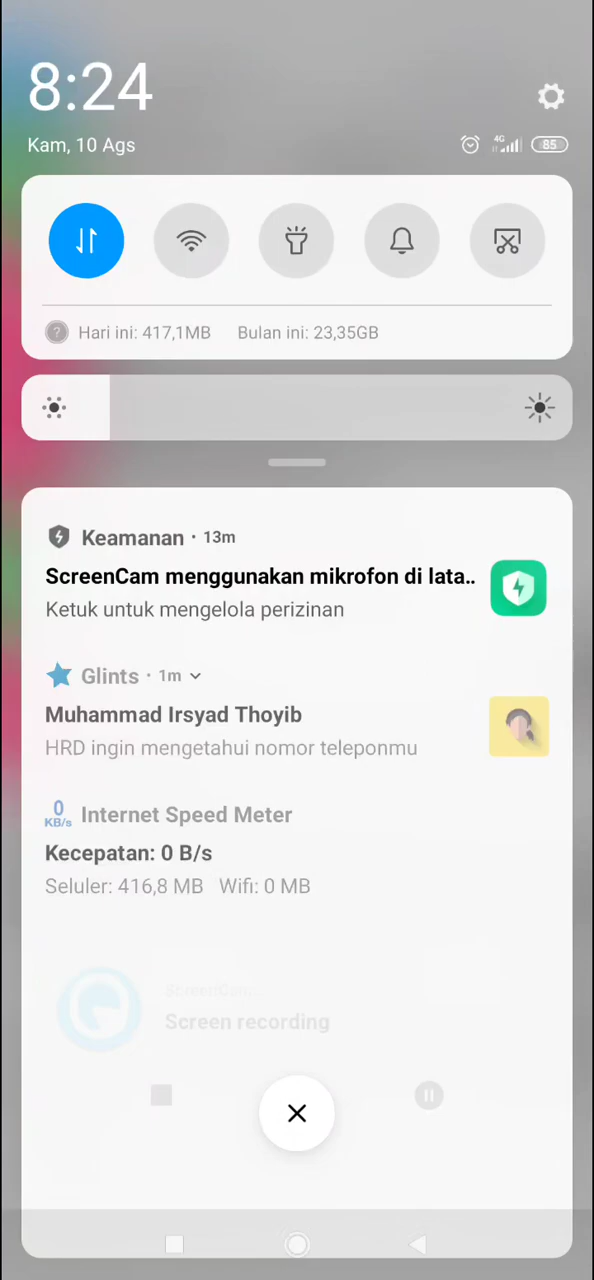 8:24
Kam, 10 Ags
4G
85
Hari ini: 417,1MB Bulan ini: 23,35GB
Keamanan · 13m
ScreenCam menggunakan mikrofon di lata..
Ketuk untuk mengelola perizinan
Glints · 1m
Muhammad Irsyad Thoyib
HRD ingin mengetahui nomor teleponmu
0
KB/s
Internet Speed Meter
Kecepatan: 0 B/s
Seluler: 416,8 MB Wifi: 0 MB
Screen recording